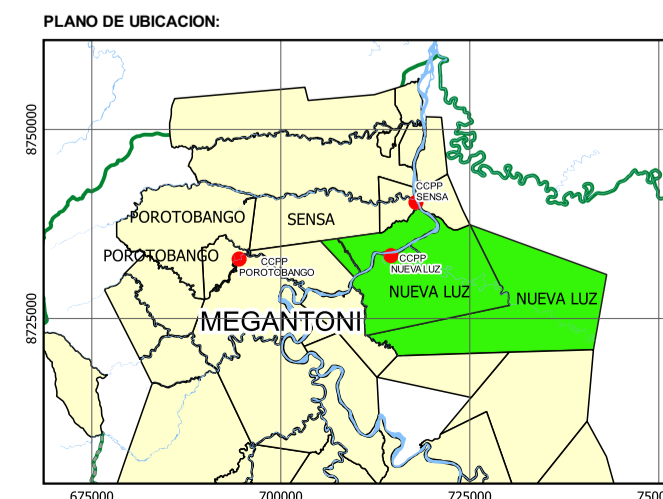 PLANO DE UBICACION:
8750000
8725000
CCPP
SENSA
POROTOBANGO
SENSA
POROTOBANGO
CCPP
POROTOBANGO
CCPP
NUEVA LUZ
NUEVA LUZ
NUEVA LUZ
MEGANTONI
675000
700000
725000
7500